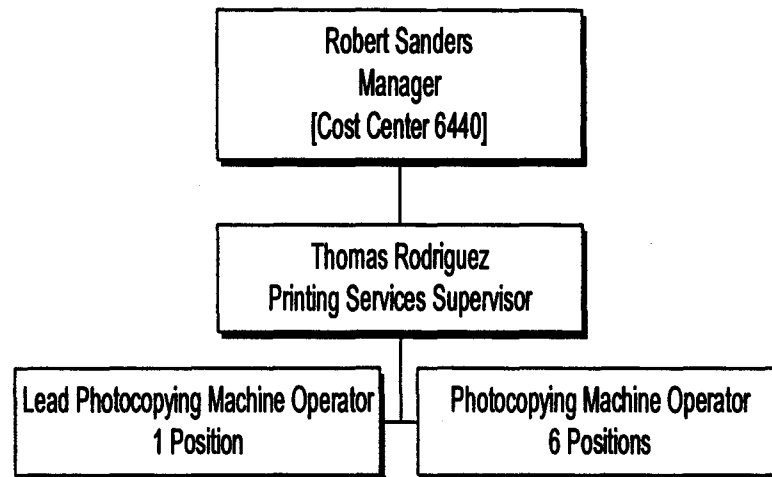 Robert Sanders
Manager
[Cost Center 6440]
Thomas Rodriguez
Printing Services Supervisor
Lead Photocopying Machine Operator
1 Position
Photocopying Machine Operator
6 Positions